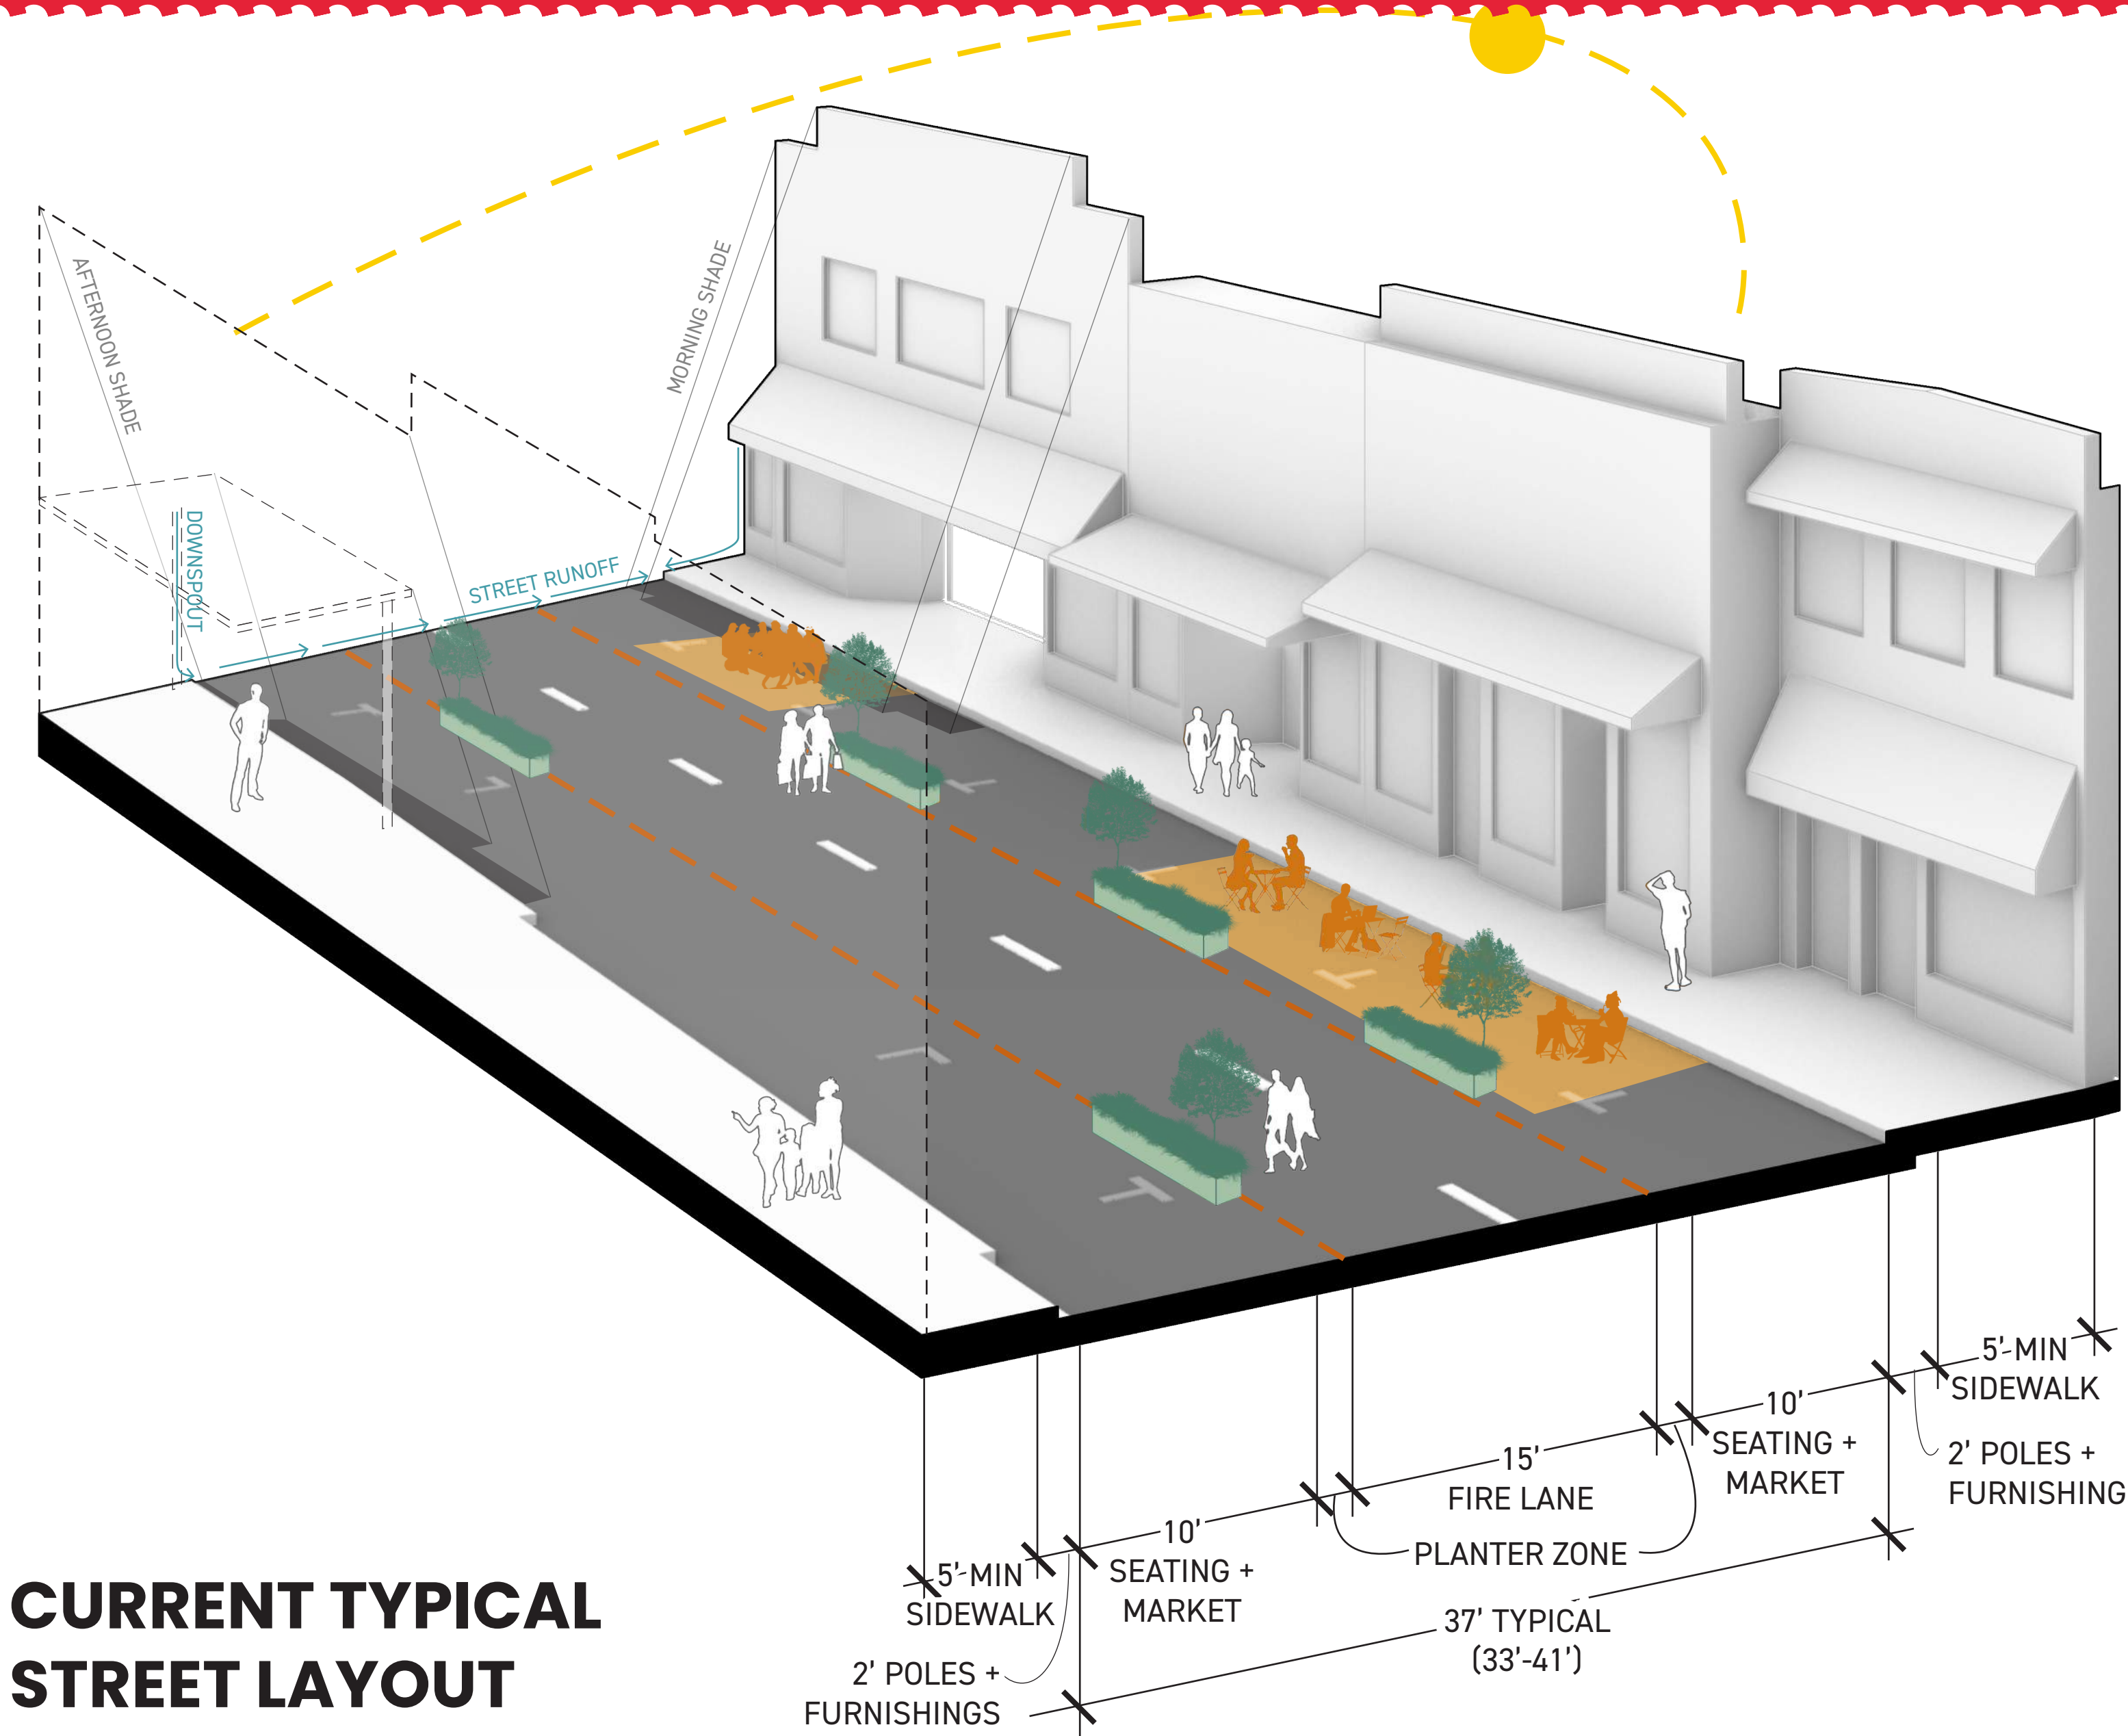 AFTERNOON SHADE
MORNING SHADE
DOWNSPOUT
STREET RUNOFF
5'-MIN
SIDEWALK
2' POLES +
FURNISHING
10'
SEATING +
MARKET
15'
FIRE LANE
PLANTER ZONE
10'
SEATING +
MARKET
5'-MIN
SIDEWALK
2' POLES +
FURNISHINGS
37' TYPICAL
(33'-41')
CURRENT TYPICAL
STREET LAYOUT